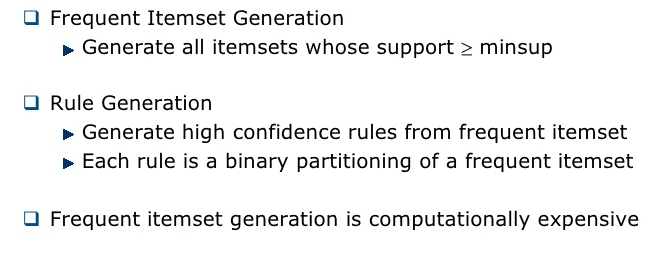 Frequent Itemset Generation
Generate all itemsets whose support ≥ minsup
Rule Generation
Generate high confidence rules from frequent itemset
Each rule is a binary partitioning of a frequent itemset
Frequent itemset generation is computationally expensive